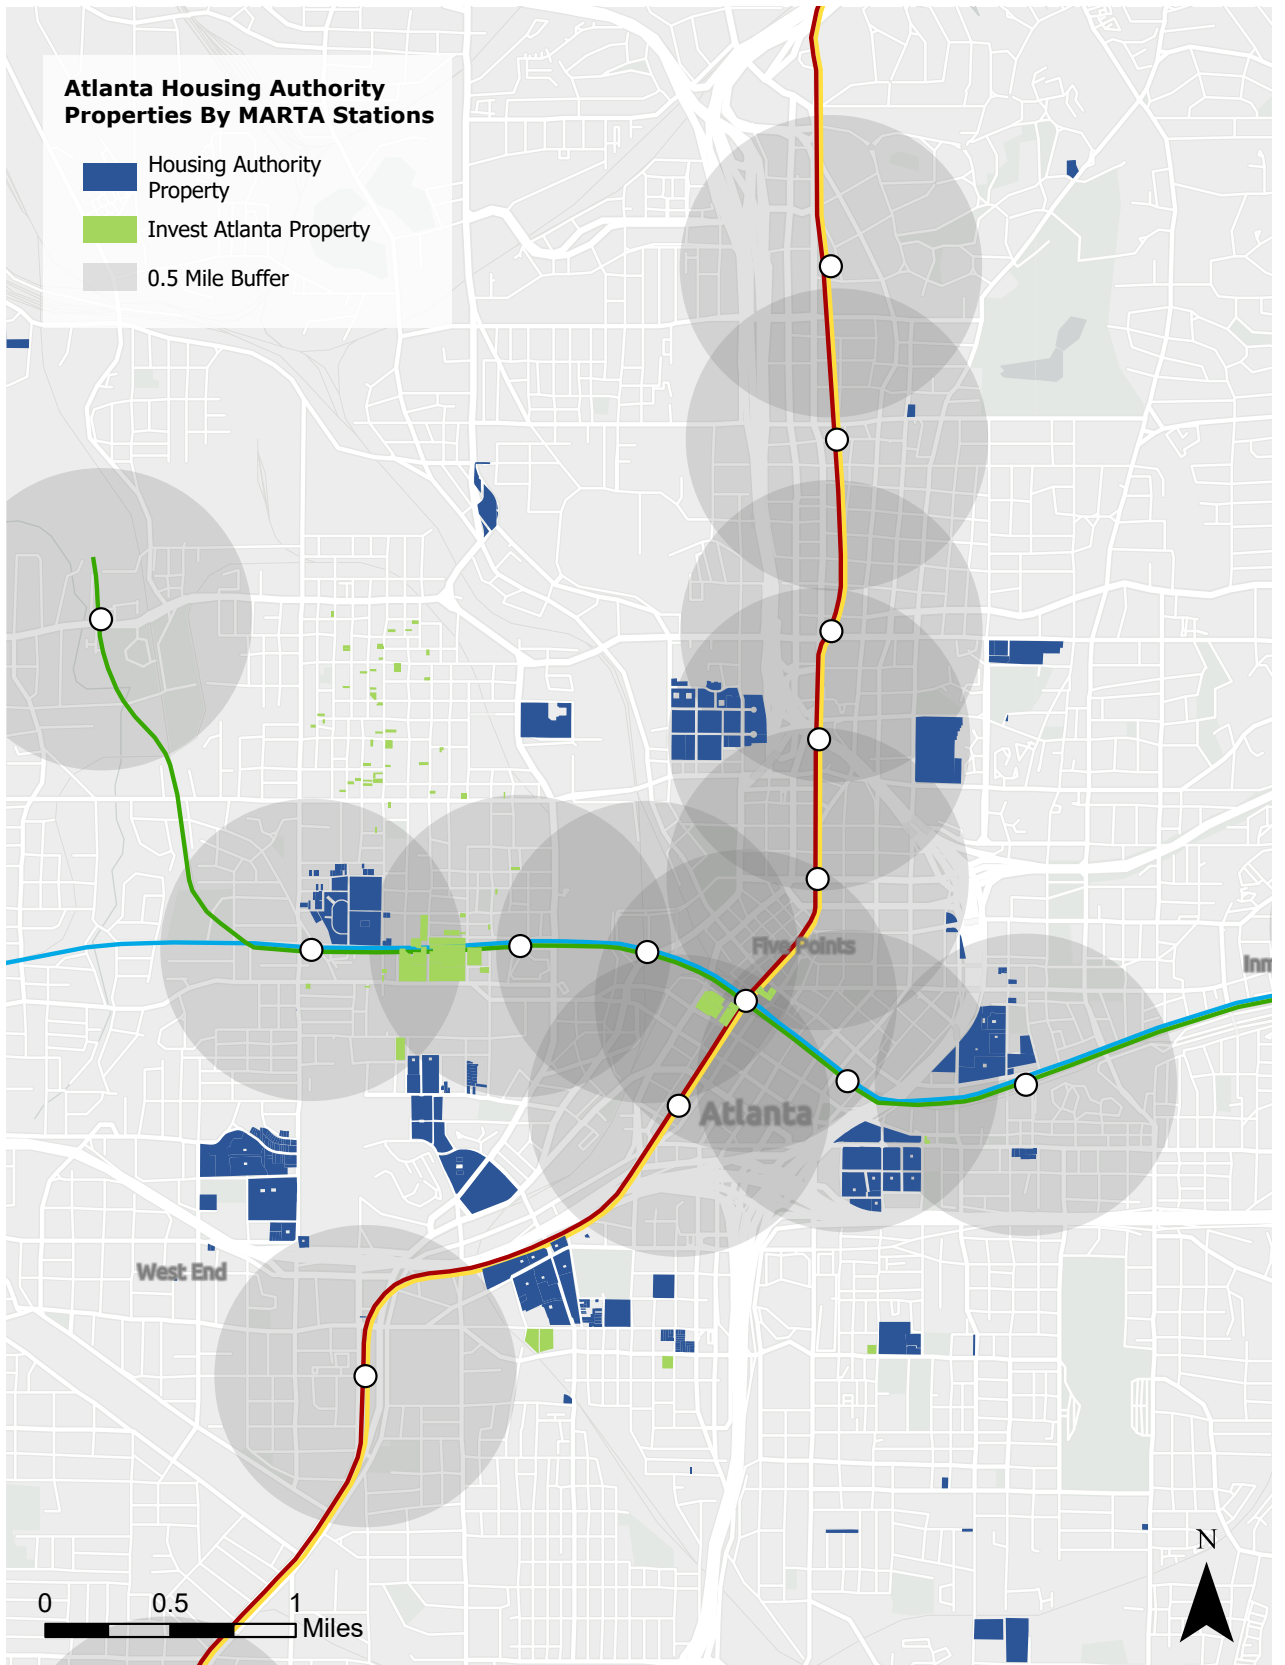 Atlanta Housing Authority
Properties By MARTA Stations
Housing Authority
Property
Invest Atlanta Property
0.5 Mile Buffer
Five Points
Inm
Atlanta
West End
N
0 0.5 1
Miles